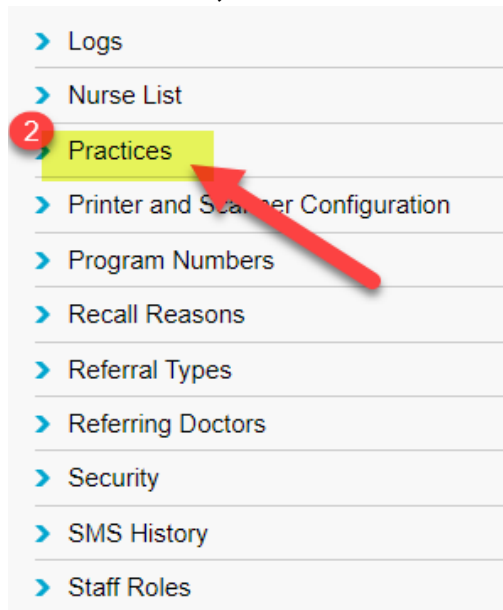 Logs
Nurse List
2
Practices
Printer and Scanner Configuration
Program Numbers
Recall Reasons
Referral Types
Referring Doctors
Security
SMS History
Staff Roles